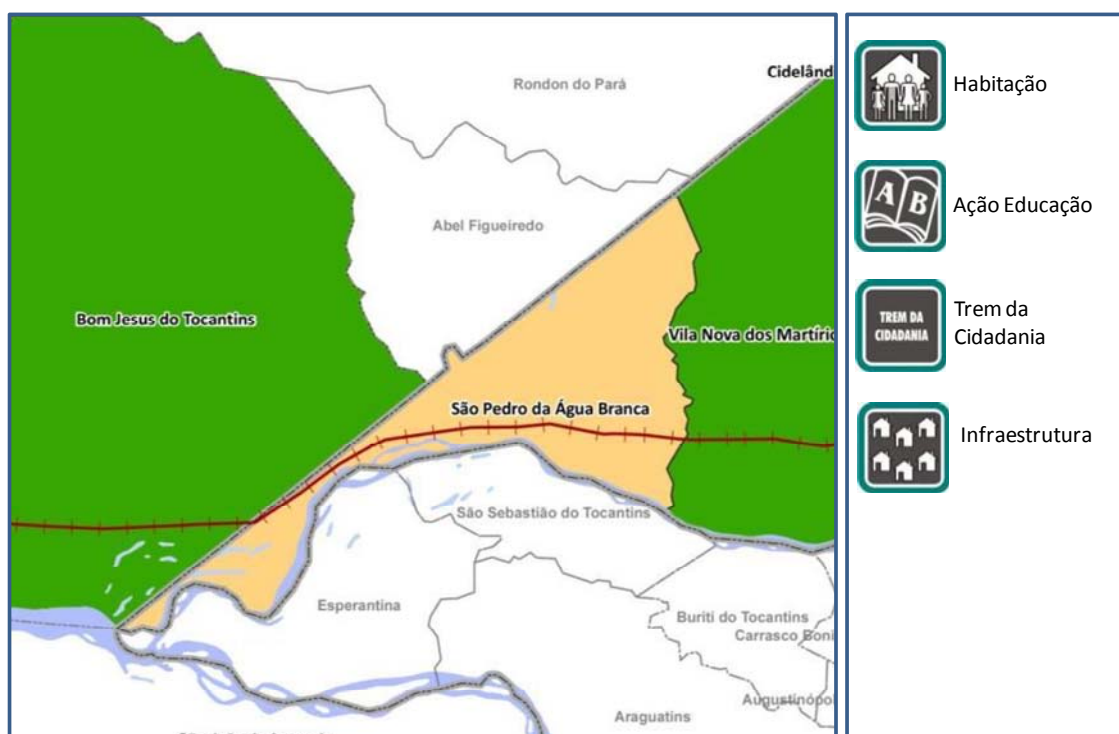 Rondon do Pará
Cidelând
Abel Figueiredo
Bom Jesus do Tocantins
Vila Nova dos Martírio
São Pedro da Água Branca
São Sebastião do Tocantins
Esperantina
Buriti do Tocantins
Carrasco Boni
Augustinópol
Araguatins
Habitação
A B
Ação Educação
TREM DA
CIDADANIA
Trem da
Cidadania
Infraestrutura